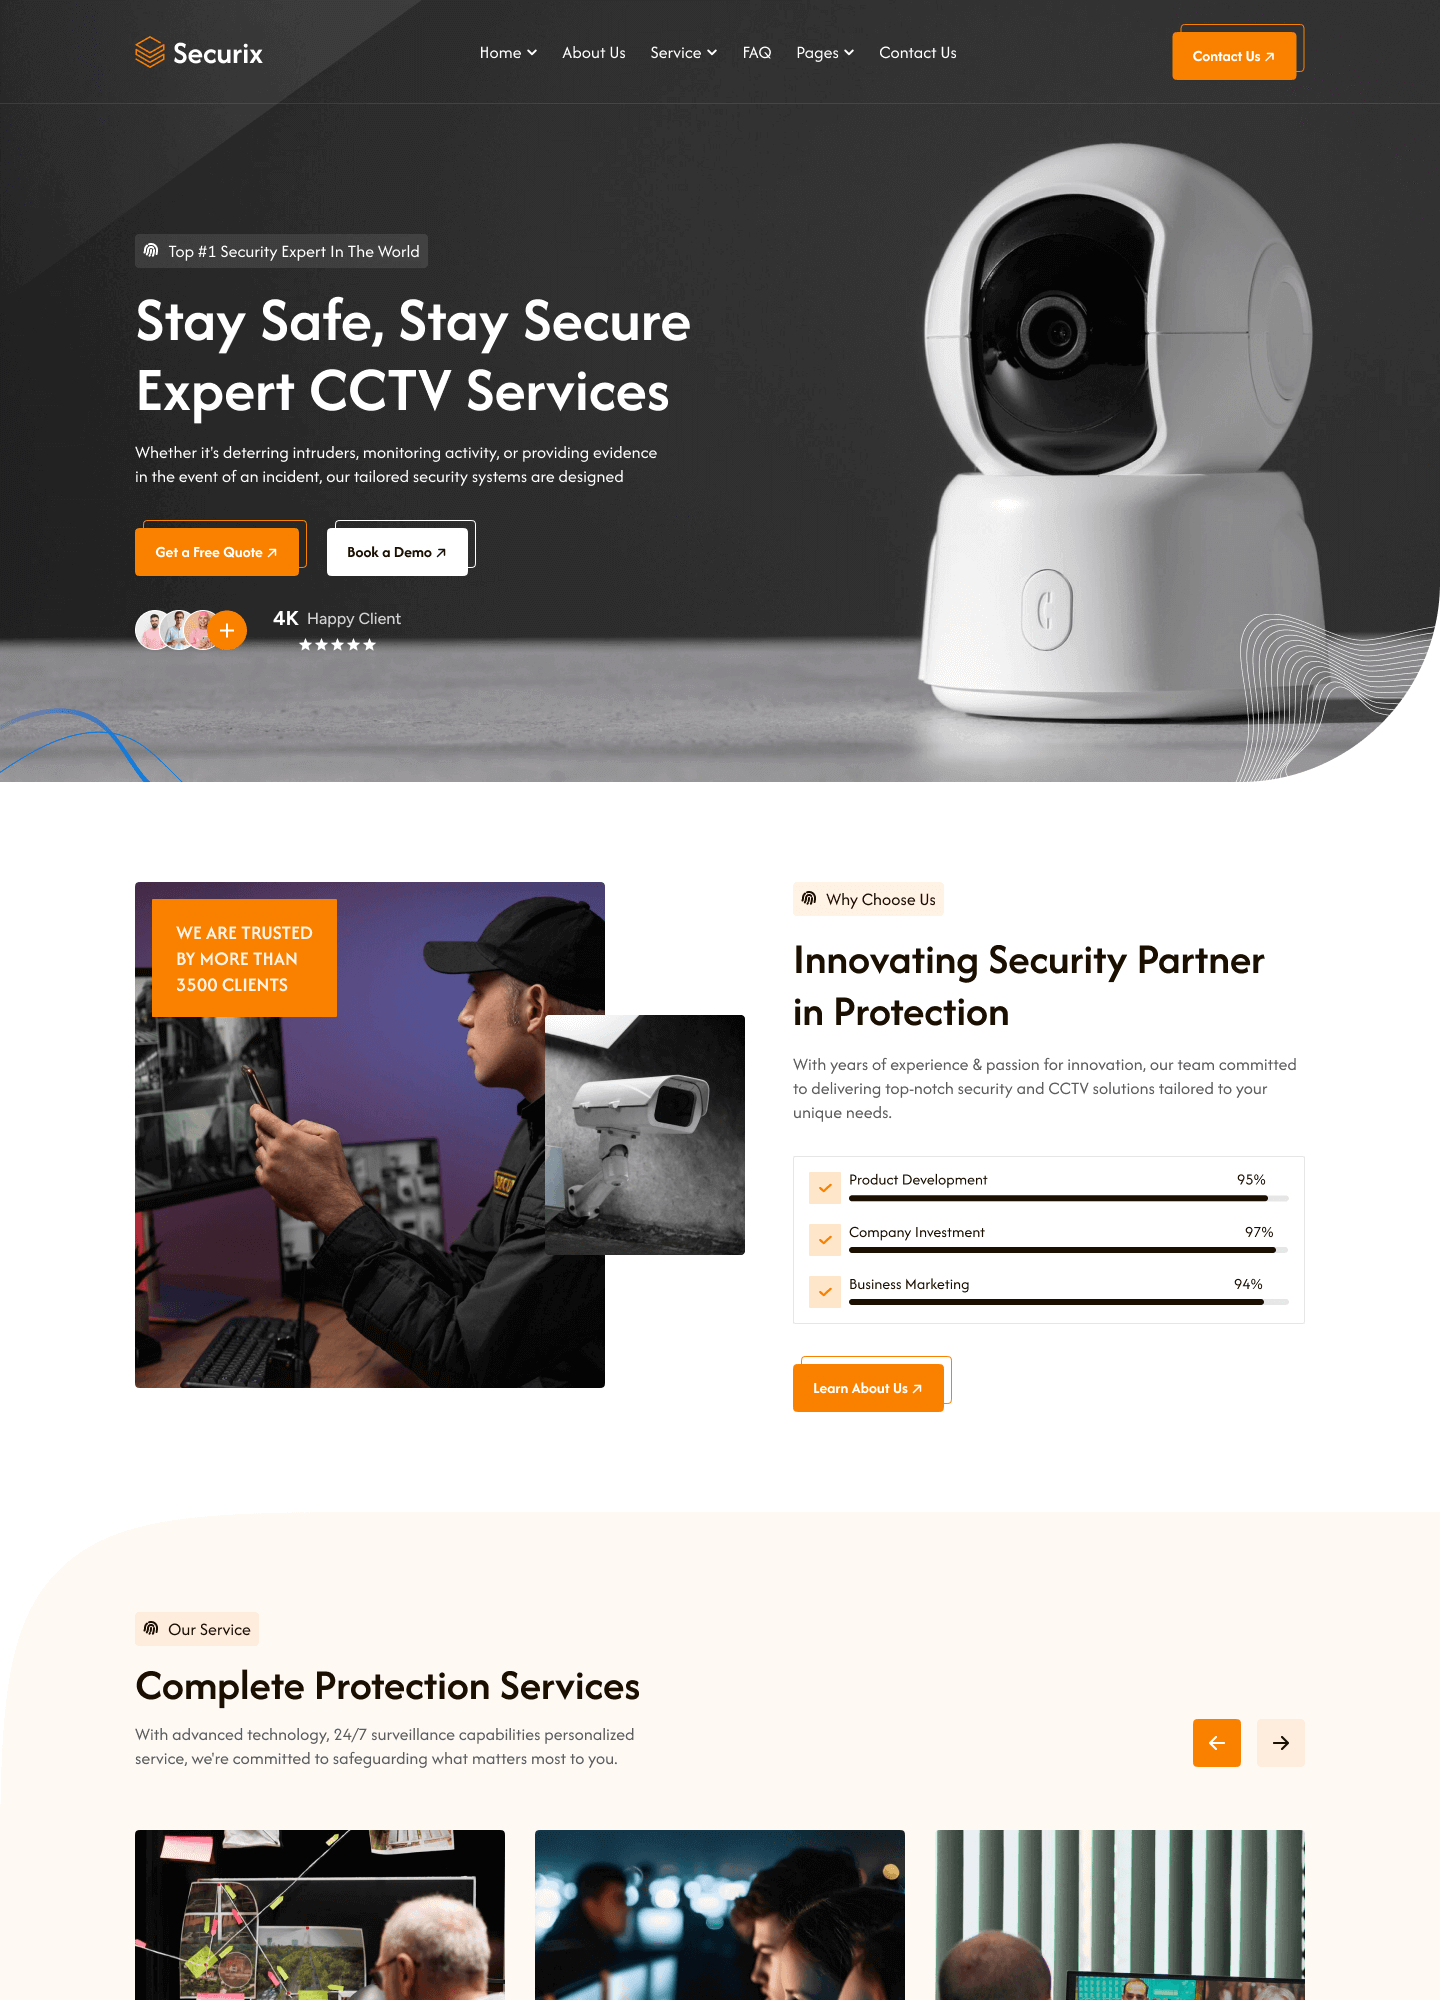 Securix
Home
About Us
Service
FAQ
Pages
Contact Us
Contact Us
Top #1 Security Expert In The World
Stay Safe, Stay Secure
Expert CCTV Services
Whether it's deterring intruders, monitoring activity, or providing evidence
in the event of an incident, our tailored security systems are designed
Get a Free Quote
Book a Demo
4K Happy Client
WE ARE TRUSTED
BY MORE THAN
3500 CLIENTS
Why Choose Us
Innovating Security Partner
in Protection
With years of experience & passion for innovation, our team committed
to delivering top-notch security and CCTV solutions tailored to your
unique needs.
Product Development 95%
Company Investment 97%
Business Marketing 94%
Learn About Us
Our Service
Complete Protection Services
With advanced technology, 24/7 surveillance capabilities personalized
service, we're committed to safeguarding what matters most to you.